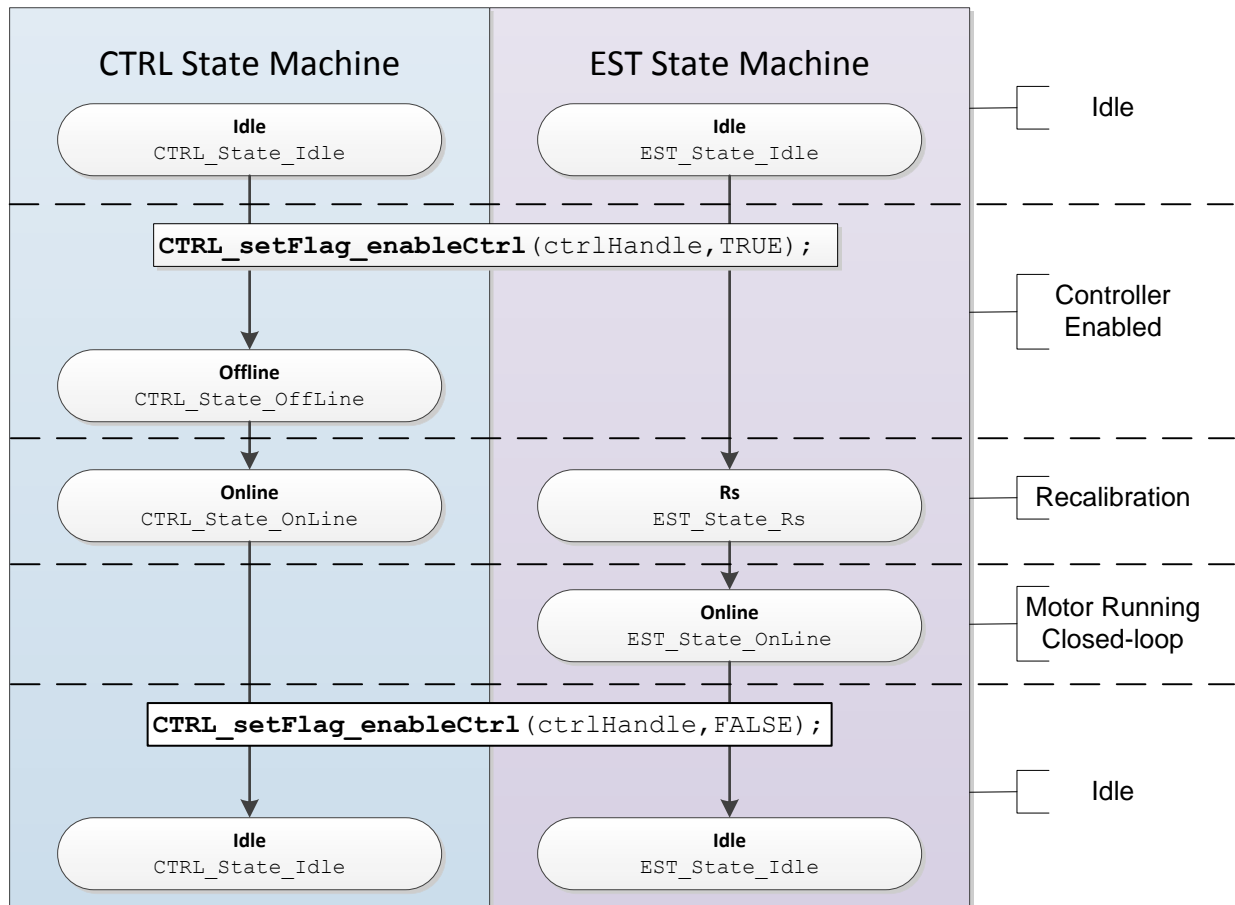 CTRL State Machine
EST State Machine
Idle
CTRL_State_Idle
Idle
EST_State_Idle
Idle
CTRL_setFlag_enableCtrl(ctrlHandle,TRUE);
Controller
Enabled
Offline
CTRL_State_OffLine
Online
CTRL_State_OnLine
Rs
EST_State_Rs
Recalibration
Online
EST_State_OnLine
Motor Running
Closed-loop
CTRL_setFlag_enableCtrl(ctrlHandle,FALSE);
Idle
Idle
CTRL_State_Idle
Idle
EST_State_Idle